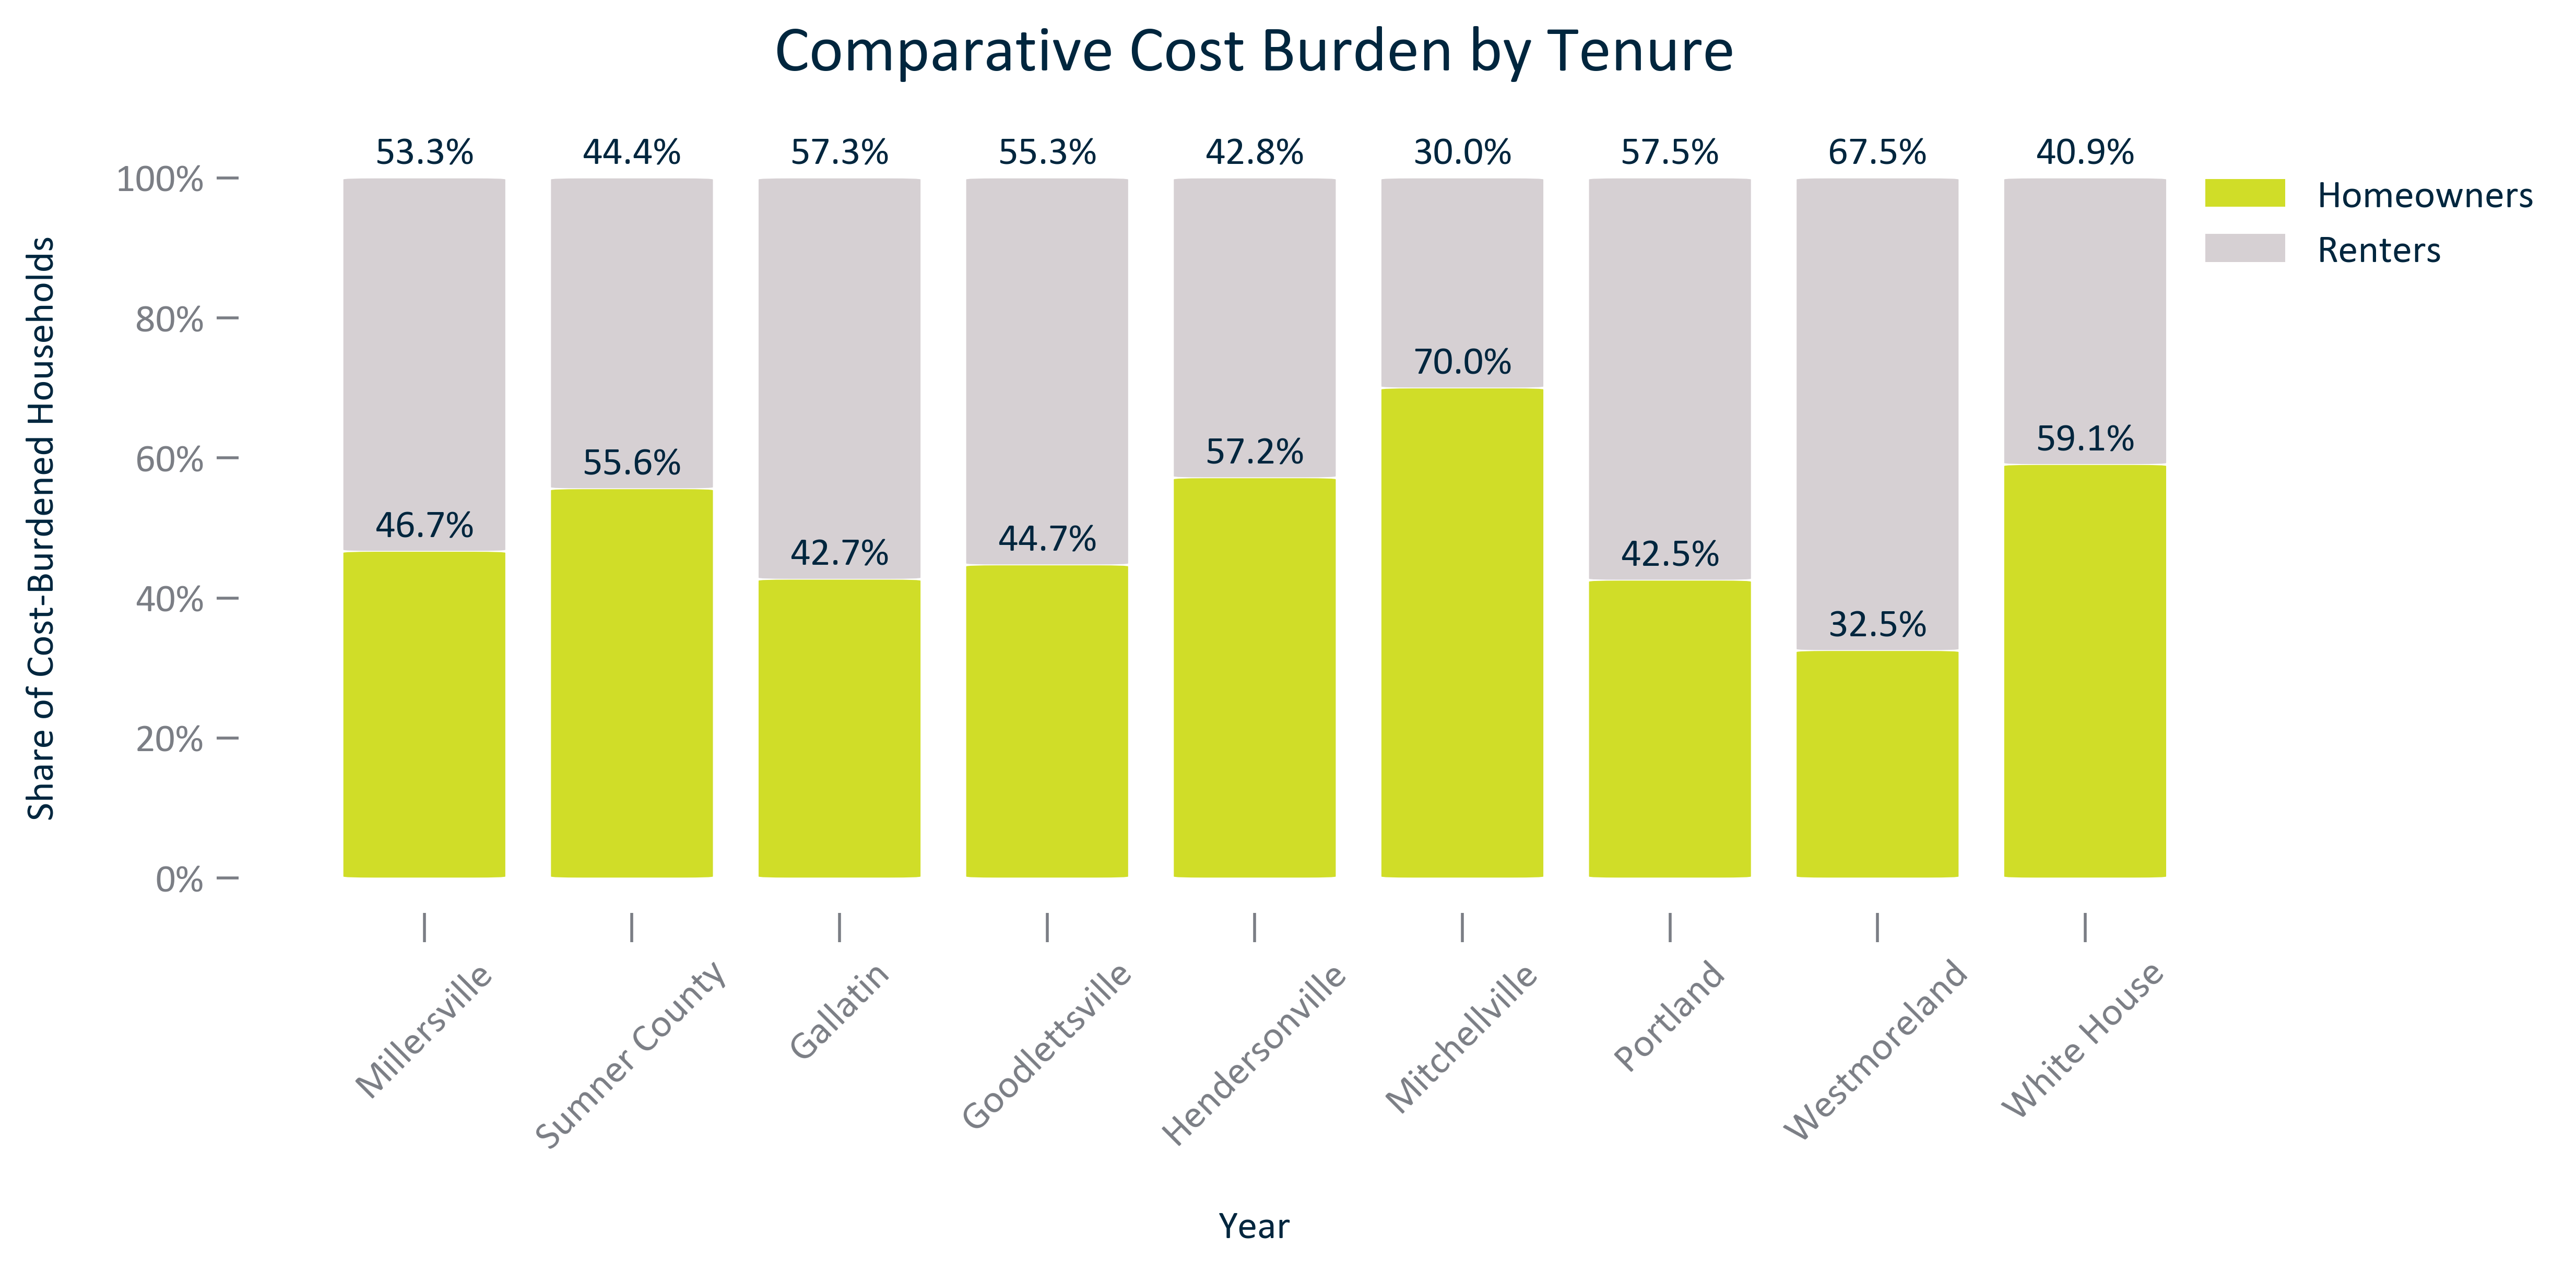 Comparative Cost Burden by Tenure
53.3% 44.4% 57.3% 55.3% 42.8% 30.0% 57.5% 67.5% 40.9%
100%
80%
60%
40%
20%
0%
Share of Cost-Burdened Households
46.7% 55.6% 42.7% 44.7% 57.2% 70.0% 42.5% 32.5% 59.1%
Homeowners
Renters
Millersville
Sumner County
Gallatin
Goodlettsville
Hendersonville
Mitchellville
Portland
Westmoreland
White House
Year